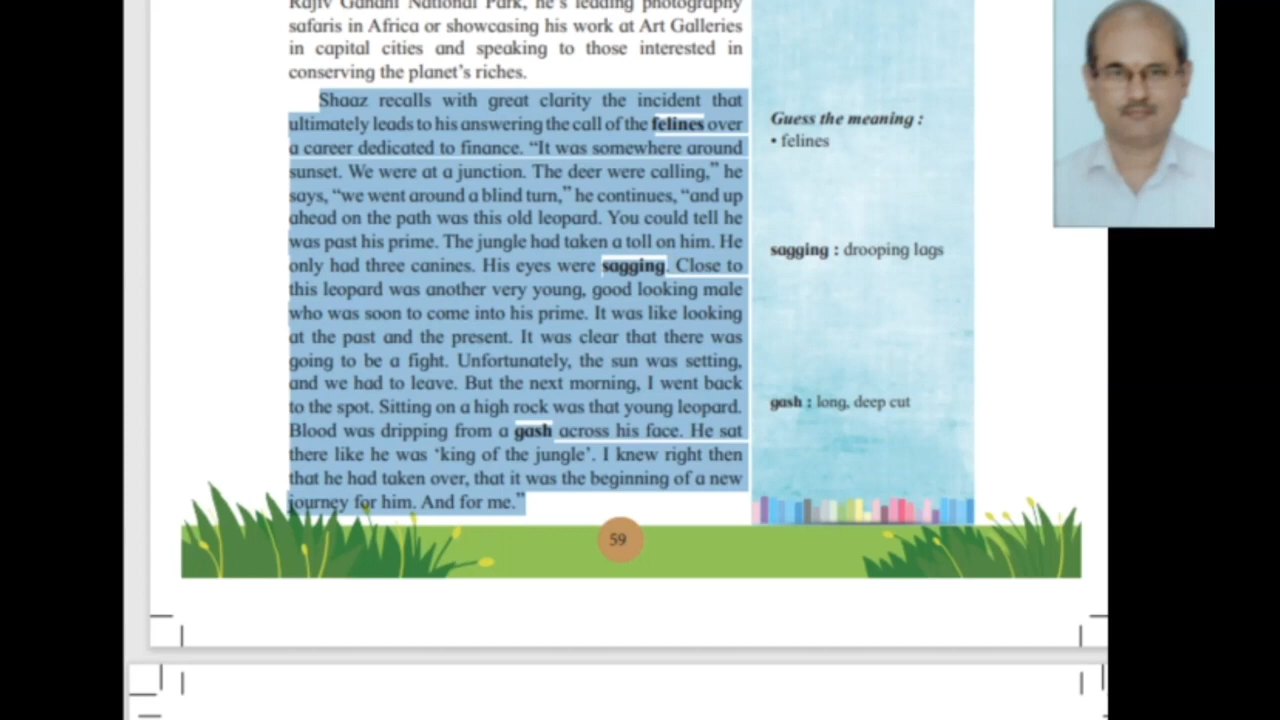 Rajiv Gandhi National Park, he's leading photography
safaris in Africa or showcasing his work at Art Galleries
in capital cities and speaking to those interested in
conserving the planet's riches.
Shaaz recalls with great clarity the incident that
ultimately leads to his answering the call of the felines over
a career dedicated to finance. “It was somewhere around
sunset. We were at a junction. The deer were calling,” he
says, “we went around a blind turn,” he continues, “and up
ahead on the path was this old leopard. You could tell he
was past his prime. The jungle had taken a toll on him. He
only had three canines. His eyes were sagging. Close to
this leopard was another very young, good looking male
who was soon to come into his prime. It was like looking
at the past and the present. It was clear that there was
going to be a fight. Unfortunately, the sun was setting,
and we had to leave. But the next morning, I went back
to the spot. Sitting on a high rock was that young leopard.
Blood was dripping from a gash across his face. He sat
there like he was ‘king of the jungle’. I knew right then
that he had taken over, that it was the beginning of a new
journey for him. And for me.”
Guess the meaning :
• felines
sagging : drooping lags
gash : long, deep cut
59